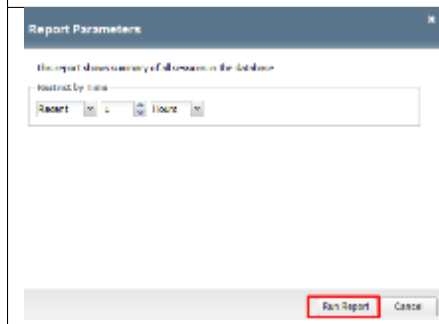 Report Parameters
This report shows summary of all sessions in the database
Restrict by Time
Recent 1 Hours
Run Report Cancel